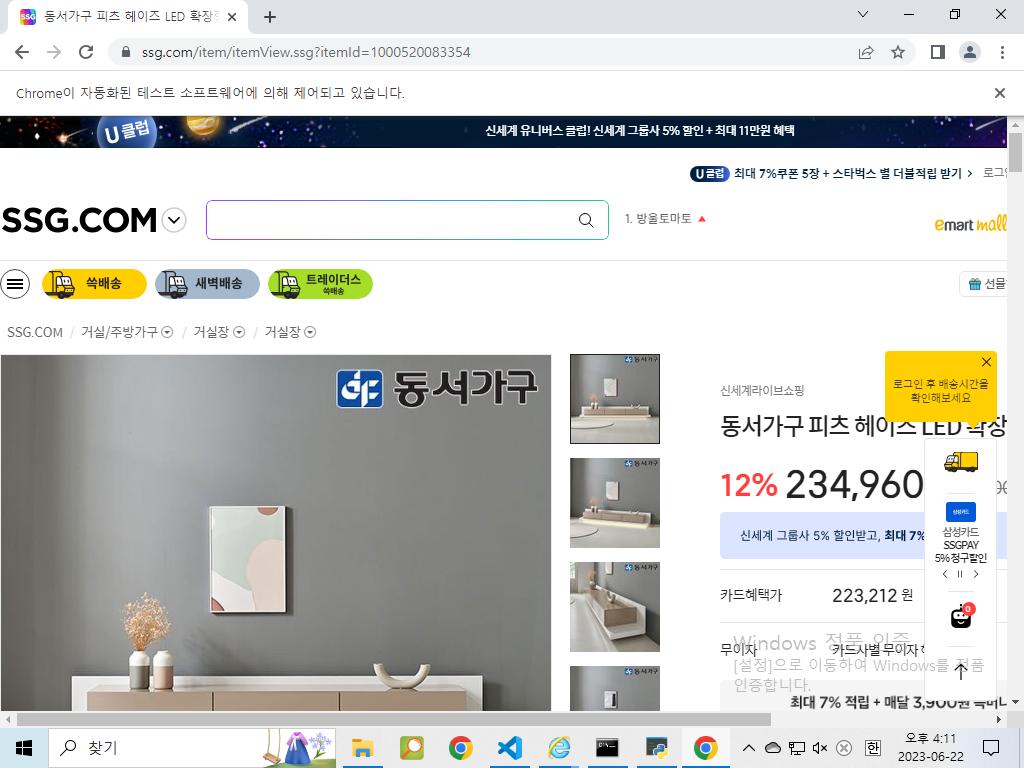 동서가구 피츠 헤이즈 LED 확장형
ssg.com/item/itemView.ssg?itemId=1000520083354
Chrome이 자동화된 테스트 소프트웨어에 의해 제어되고 있습니다.
U 클럽
신세계 유니버스 클럽! 신세계 그룹사 5% 할인 + 최대 11만원 혜택
U 클럽 최대 7%쿠폰 5장 + 스타벅스 별 더블적립 받기
SSG.COM
1. 방울토마토
emart mall
쓱배송
새벽배송
트레이더스
쓱배송
선물
SSG.COM / 거실/주방가구 / 거실장 / 거실장
동서가구
로그인 후 배송시간을
확인해보세요
신세계라이브쇼핑
동서가구 피츠 헤이즈 LED 확장
12% 234,960
신세계 그룹사 5% 할인받고, 최대 7%
삼성카드
삼성카드
SSGPAY
5% 청구할인
카드혜택가 223,212 원
0
무이자 카드사별 무이자
Windows 정품 인증
[설정]으로 이동하여 Windows를 정품
인증합니다.
최대 7% 적립 + 매달 3,900원
찾기
오후 4:11
한
2023-06-22